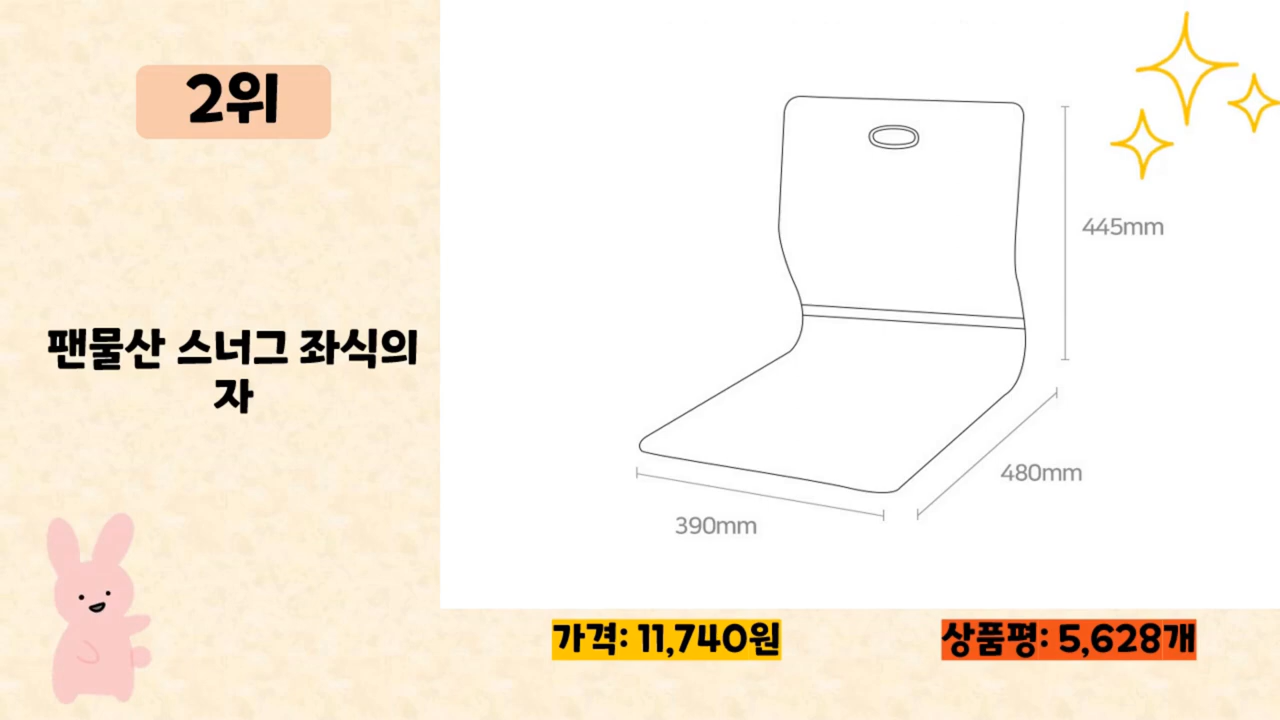 2위
팬물산 스너그 좌식의
자
445mm
480mm
390mm
가격: 11,740원
상품평: 5,628개